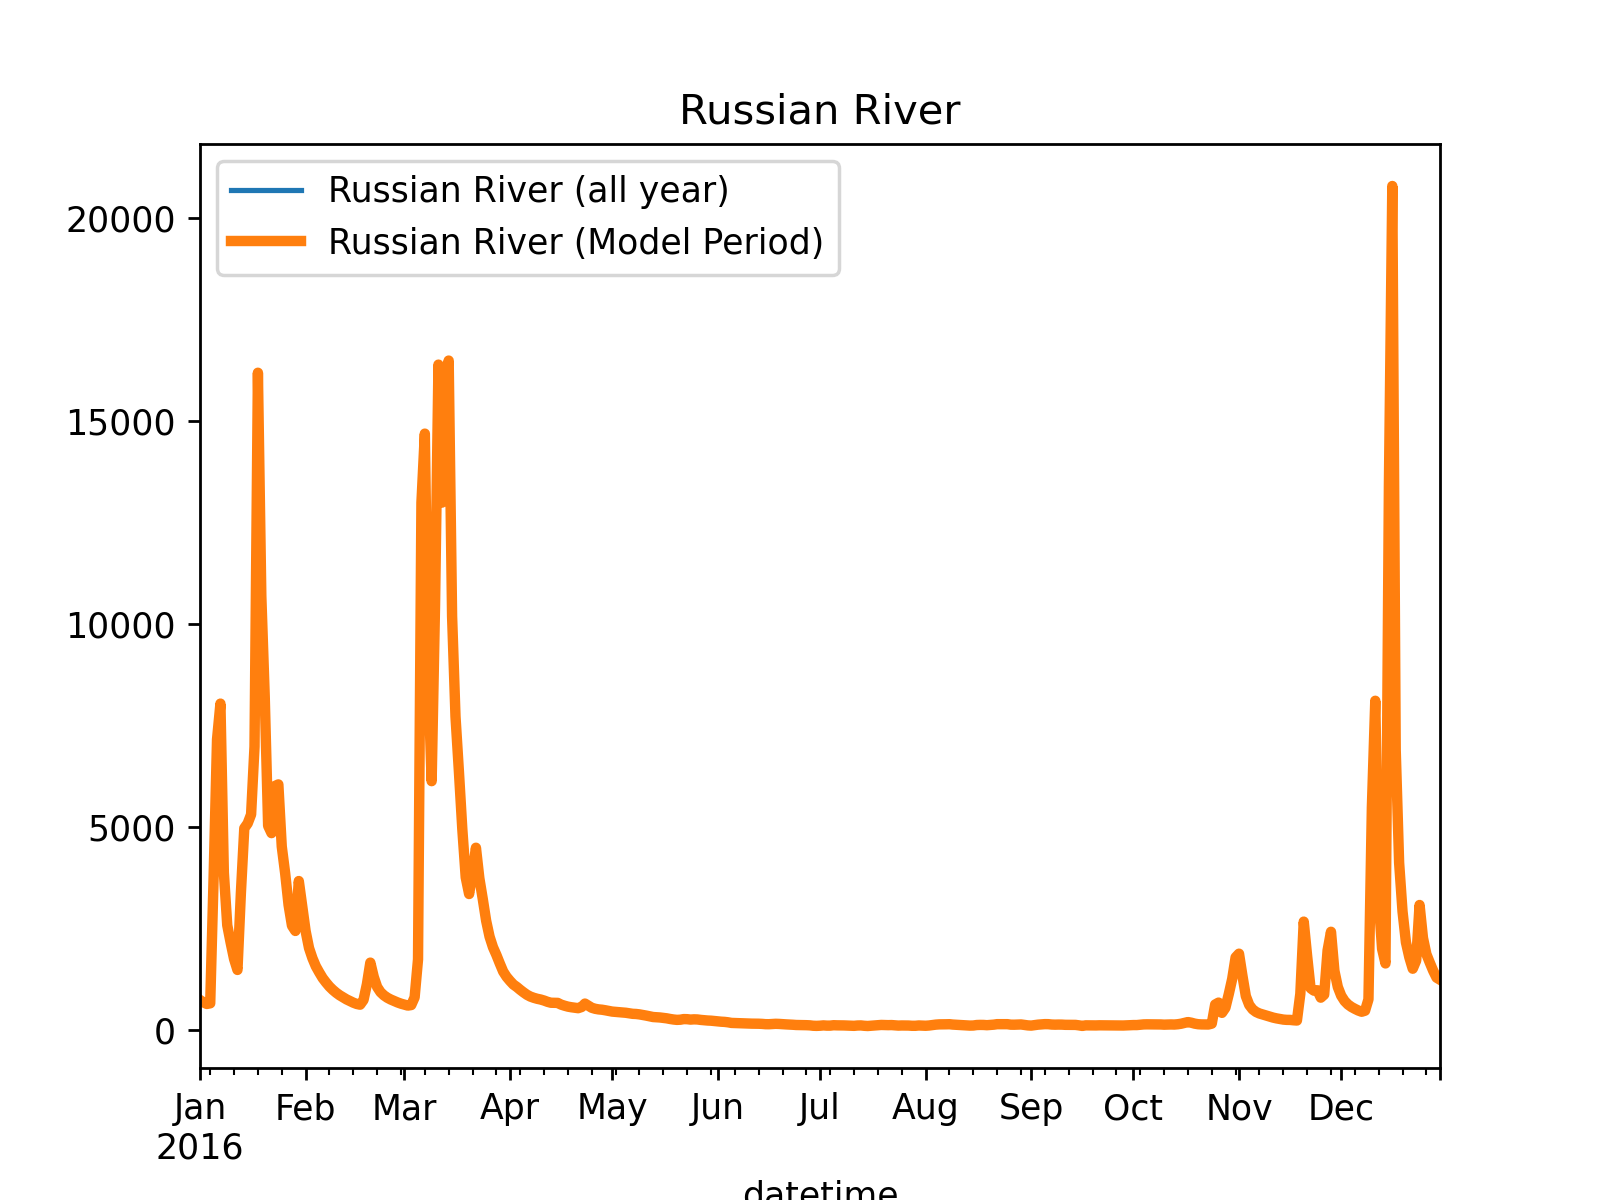 Russian River
Russian River (all year)
Russian River (Model Period)
20000
15000
10000
5000
0
Jan Feb Mar Apr May Jun Jul Aug Sep Oct Nov Dec
2016
datetime